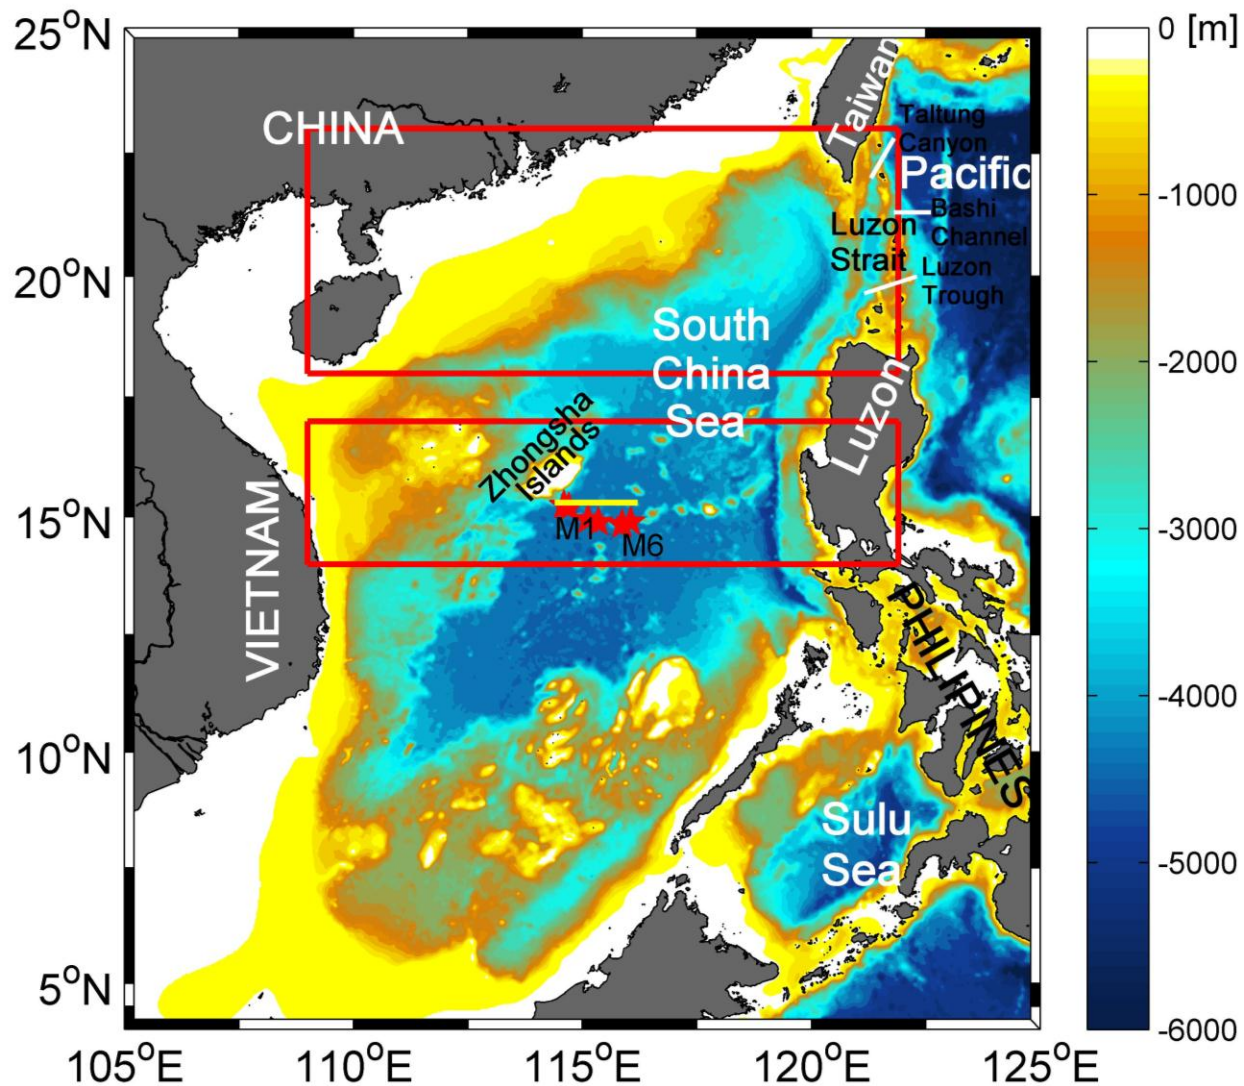 25°N
20°N
15°N
10°N
5°N
105°E
110°E
115°E
120°E
125°E
0 [m]
-1000
-2000
-3000
-4000
-5000
-6000
CHINA
Taiwan
Taltung
Canyon
Pacific
Bashi
Channel
Luzon
Strait
Luzon
Trough
South
China
Sea
Luzon
Zhongsha
Islands
M1
M6
VIETNAM
PHILIPINES
Sulu
Sea